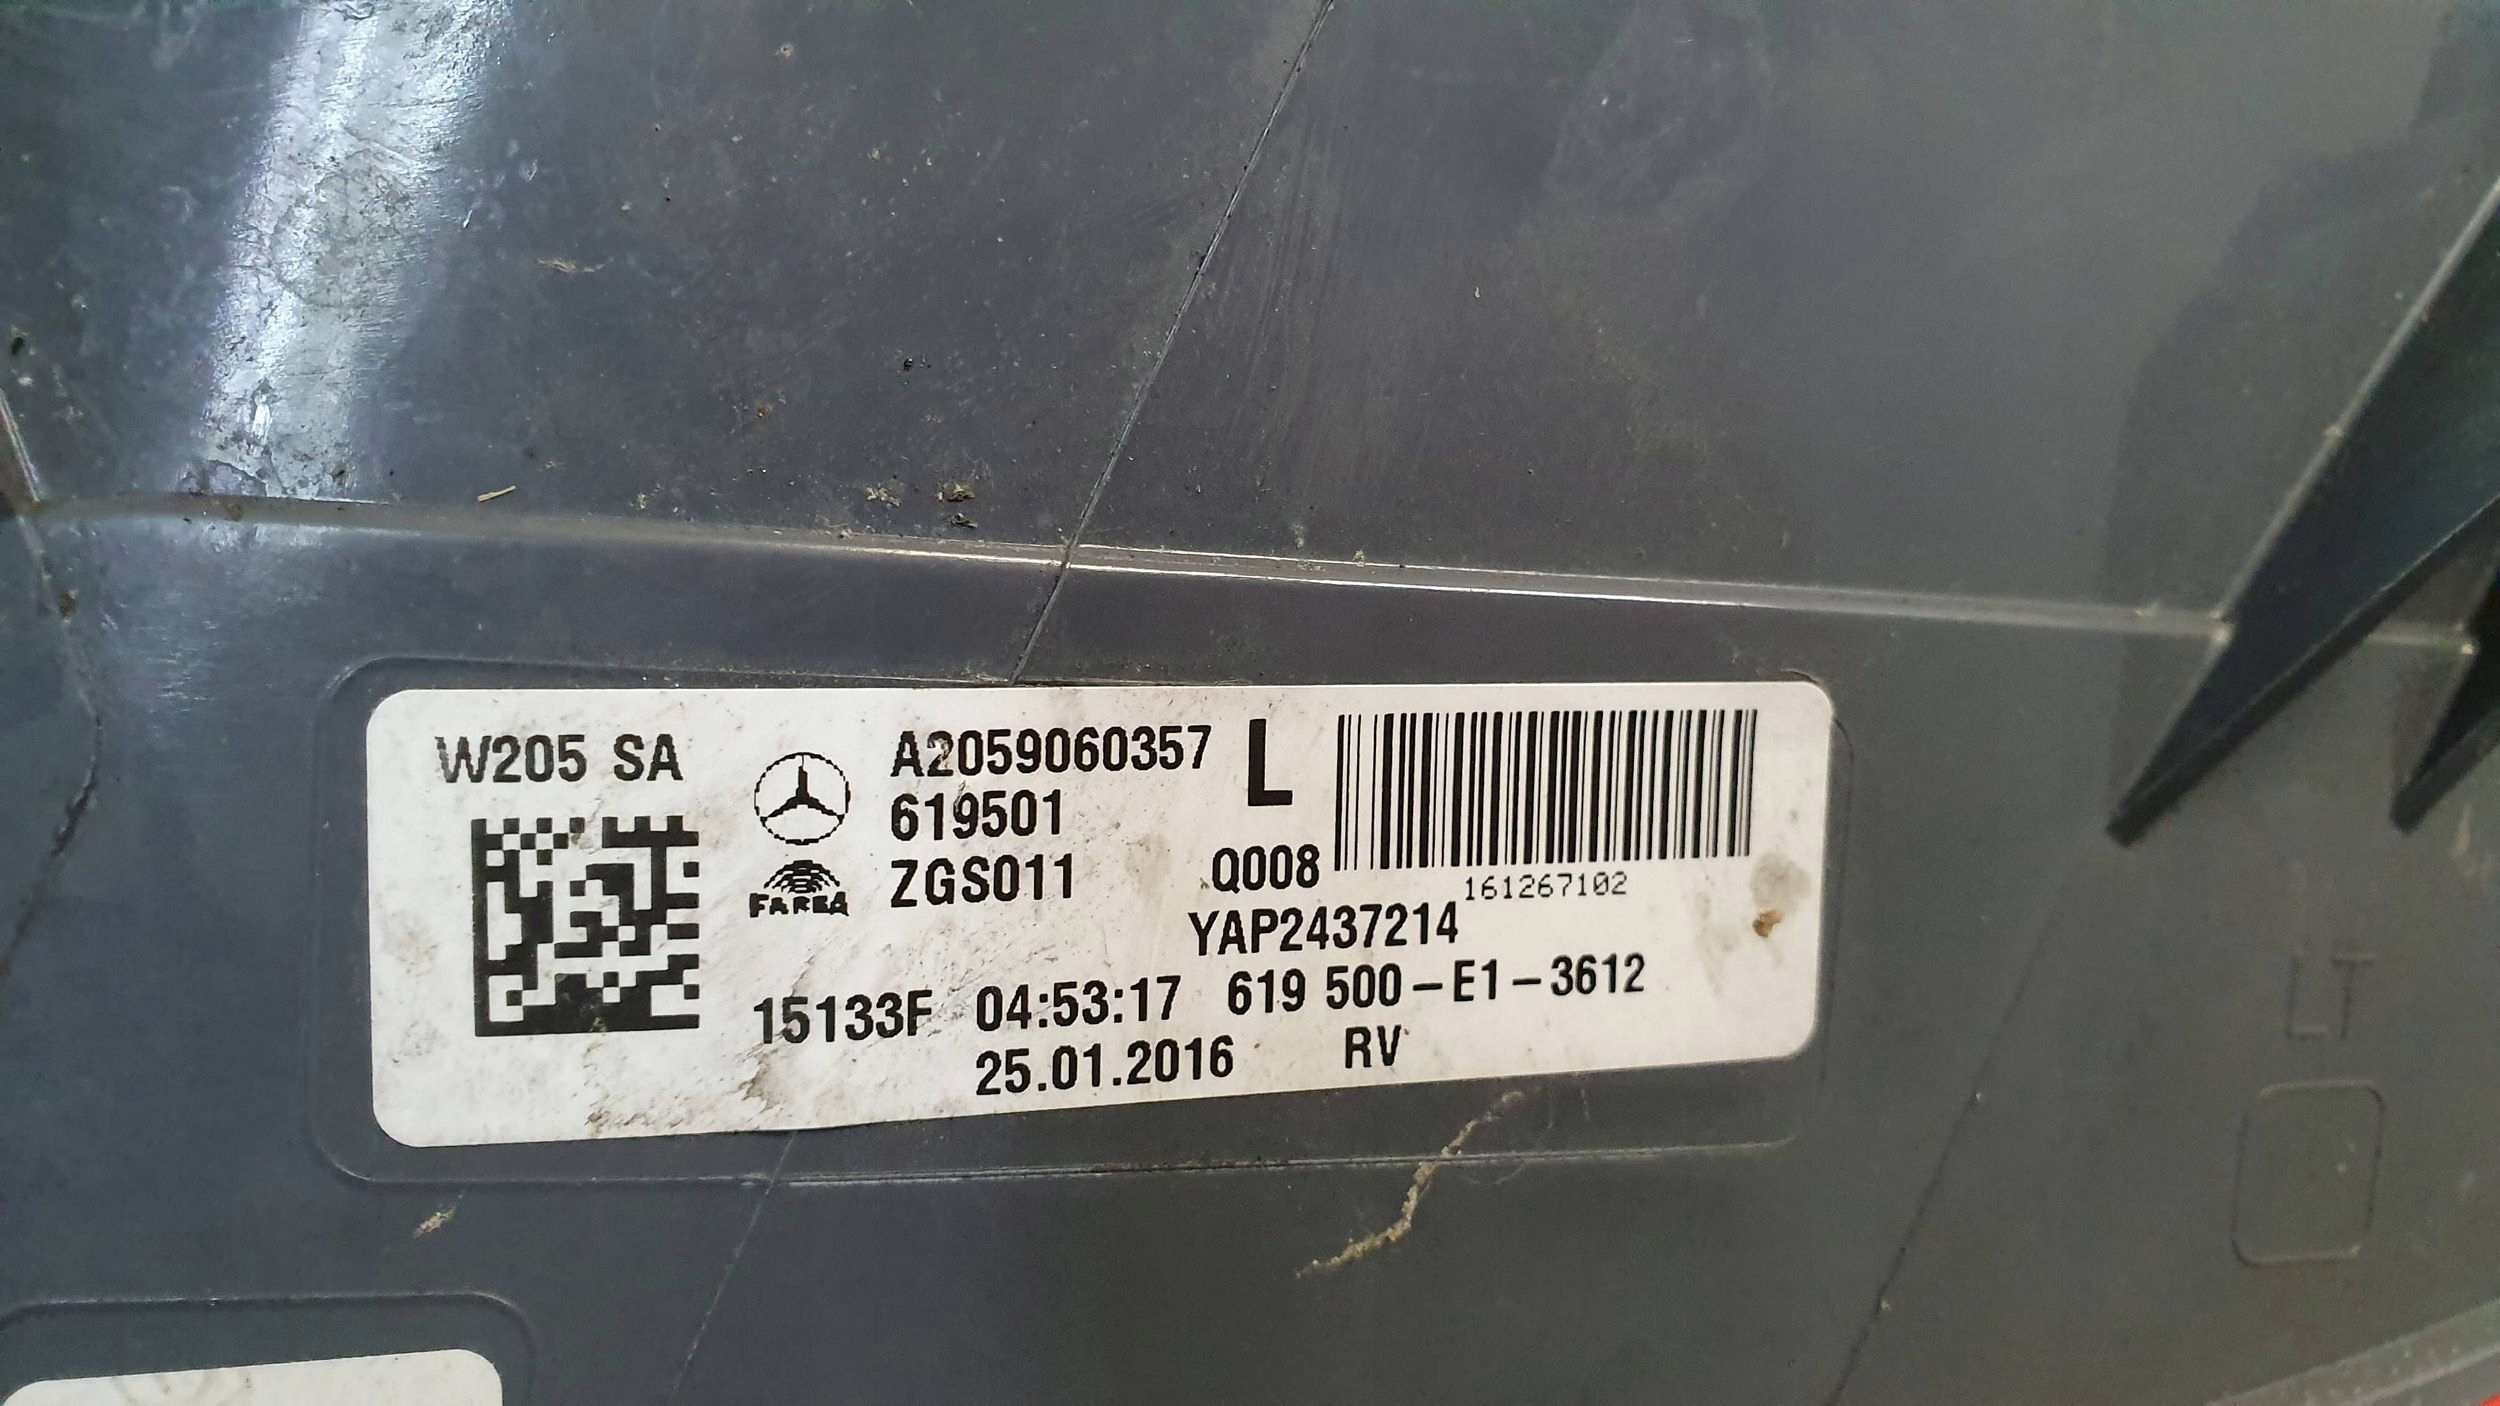 W205 SA
A2059060357 L
619501
FARBA
ZGS011
Q008
161267102
YAP2437214
15133F 04:53:17 619 500-E1-3612
25.01.2016 RV
LT